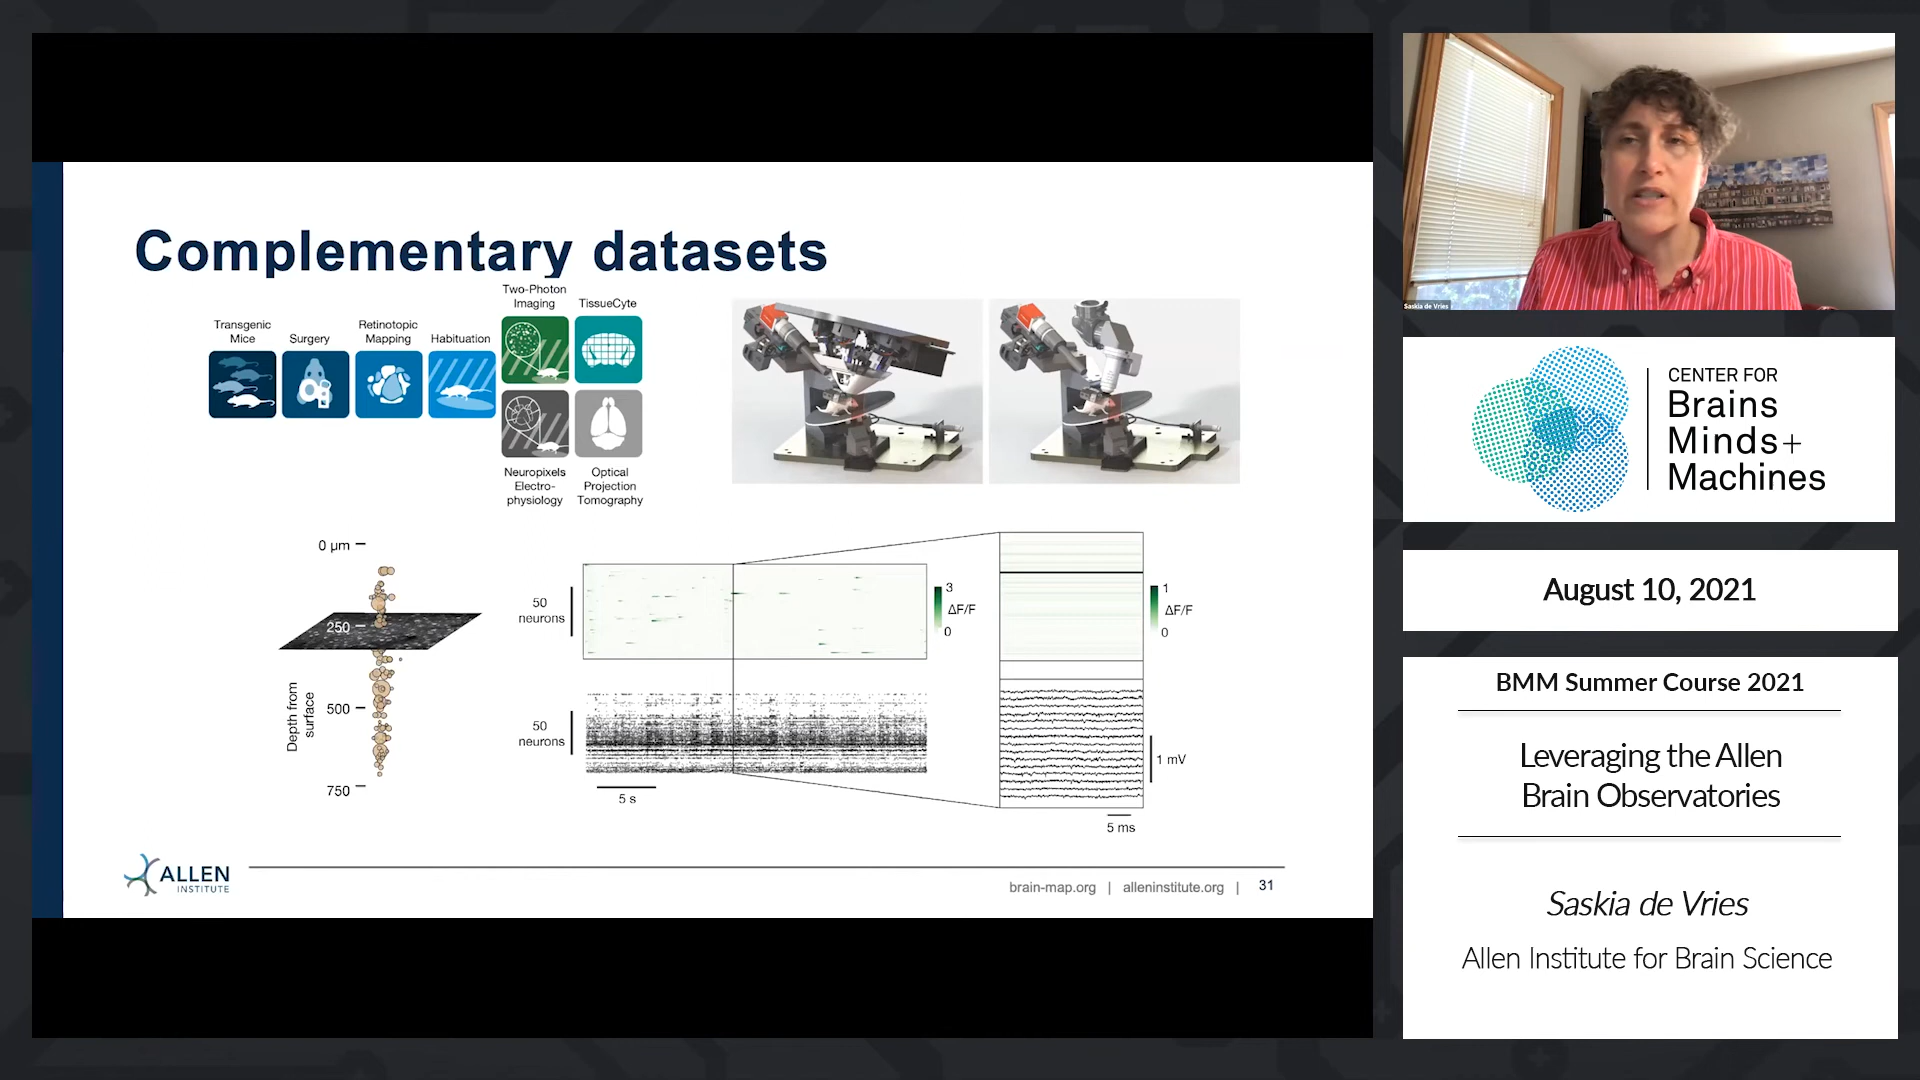 Complementary datasets
Transgenic
Mice
Surgery
Retinotopic
Mapping
Habituation
Two-Photon
Imaging
TissueCyte
Neuropixels
Electro-
physiology
Optical
Projection
Tomography
0 µm
250
500
750
Depth from
surface
50
neurons
3
ΔF/F
0
1
ΔF/F
0
50
neurons
5 s
1 mV
5 ms
ALLEN
INSTITUTE
brain-map.org | alleninstitute.org | 31
Saskia de Vries
CENTER FOR
Brains
Minds+
Machines
August 10, 2021
BMM Summer Course 2021
Leveraging the Allen
Brain Observatories
Saskia de Vries
Allen Institute for Brain Science